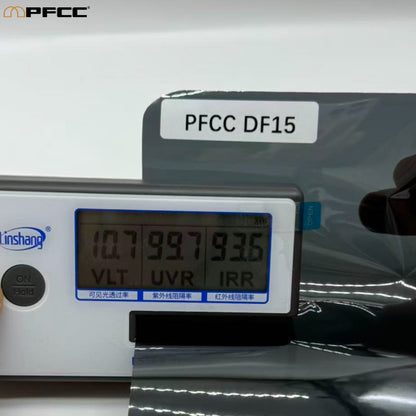 PFCC
PFCC DF15
Linshang
10.7 99.7 93.6
VLT UVR IRR
可见光透过率 紫外线阻隔率 红外线阻隔率
ON
Hold